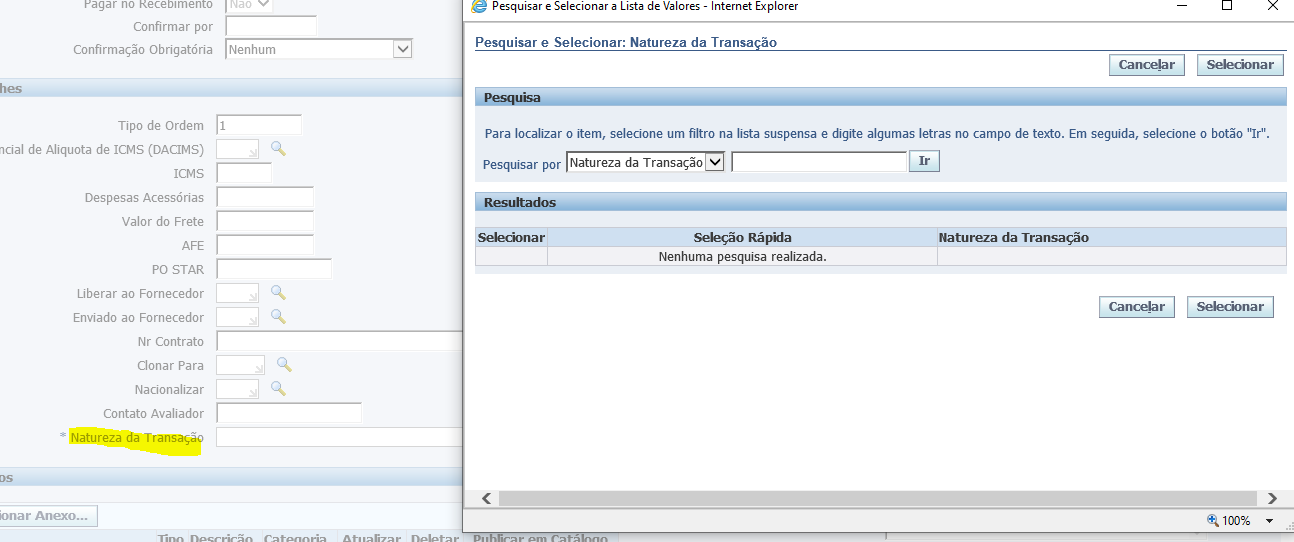 Pagar no Recebimento Não
Confirmar por
Confirmação Obrigatória Nenhum
hes
Tipo de Ordem 1
ncial de Aliquota de ICMS (DACIMS)
ICMS
Despesas Acessórias
Valor do Frete
AFE
PO STAR
Liberar ao Fornecedor
Enviado ao Fornecedor
Nr Contrato
Clonar Para
Nacionalizar
Contato Avaliador
* Natureza da Transação
os
ionar Anexo...
Tipo Descrição Categoria Atualizar Deletar Publicar em Catálogo
Pesquisar e Selecionar a Lista de Valores - Internet Explorer
Pesquisar e Selecionar: Natureza da Transação
Cancelar Selecionar
Pesquisa
Para localizar o item, selecione um filtro na lista suspensa e digite algumas letras no campo de texto. Em seguida, selecione o botão "Ir".
Pesquisar por Natureza da Transação Ir
Resultados
Selecionar Seleção Rápida Natureza da Transação
Nenhuma pesquisa realizada.
Cancelar Selecionar
100%